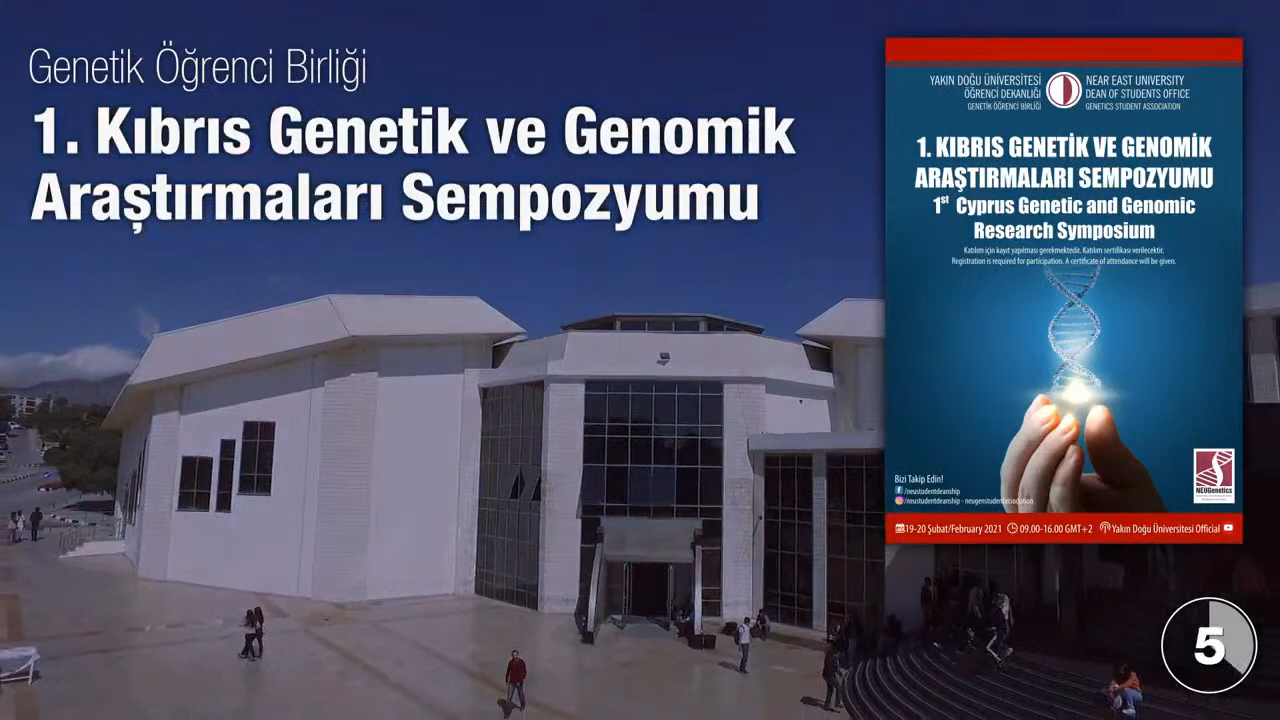 Genetik Öğrenci Birliği
1. Kıbrıs Genetik ve Genomik
Araştırmaları Sempozyumu
YAKIN DOĞU ÜNİVERSİTESİ
ÖĞRENCİ DEKANLIĞI
GENETİK ÖĞRENCİ BİRLİĞİ
NEAR EAST UNIVERSITY
DEAN OF STUDENTS OFFICE
GENETICS STUDENT ASSOCIATION
1. KIBRIS GENETİK VE GENOMİK
ARAŞTIRMALARI SEMPOZYUMU
1st Cyprus Genetic and Genomic
Research Symposium
Katılım için kayıt yapılması gerekmektedir. Katılım sertifikası verilecektir.
Registration is required for participation. A certificate of attendance will be given.
Bizi Takip Edin!
/neustudentdeanship
/neustudentdeanship - neugenstudentassociation
NEUGenetics
19-20 Şubat/February 2021 09.00-16.00 GMT+2 Yakın Doğu Üniversitesi Official
5